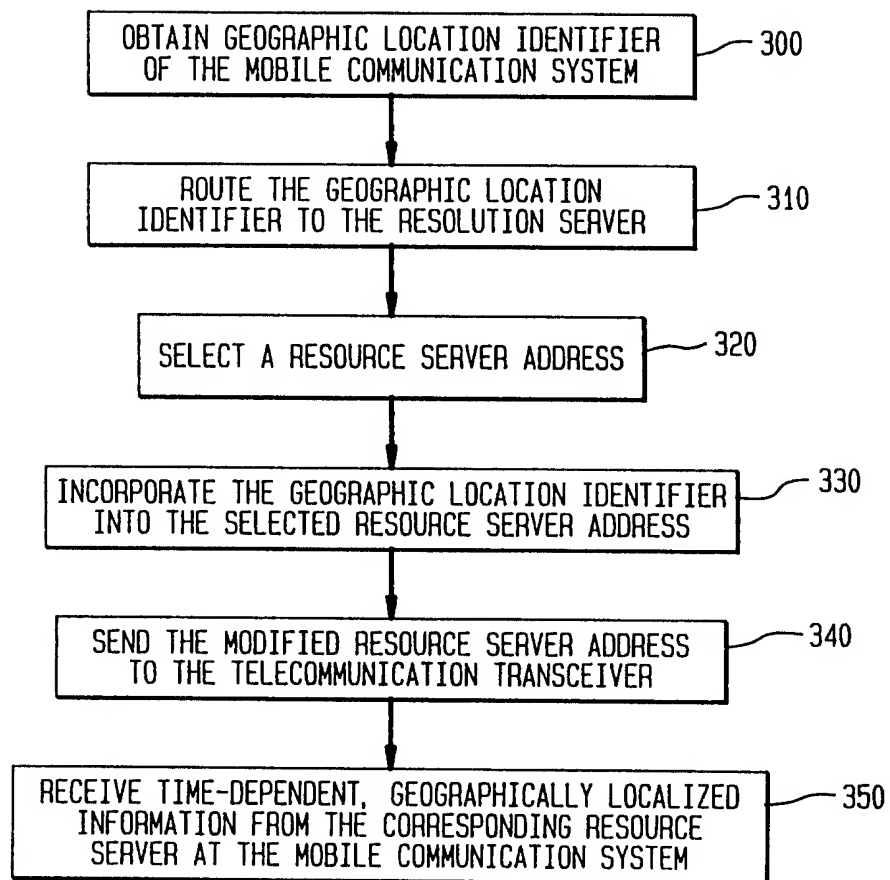 OBTAIN GEOGRAPHIC LOCATION IDENTIFIER
OF THE MOBILE COMMUNICATION SYSTEM
300
ROUTE THE GEOGRAPHIC LOCATION
IDENTIFIER TO THE RESOLUTION SERVER
310
SELECT A RESOURCE SERVER ADDRESS
320
INCORPORATE THE GEOGRAPHIC LOCATION IDENTIFIER
INTO THE SELECTED RESOURCE SERVER ADDRESS
330
SEND THE MODIFIED RESOURCE SERVER ADDRESS
TO THE TELECOMMUNICATION TRANSCEIVER
340
RECEIVE TIME-DEPENDENT, GEOGRAPHICALLY LOCALIZED
INFORMATION FROM THE CORRESPONDING RESOURCE
SERVER AT THE MOBILE COMMUNICATION SYSTEM
350